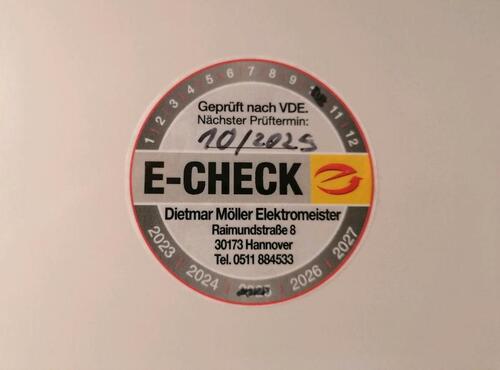 1 2 3 4 5 6 7 8 9 10 11 12
Geprüft nach VDE.
Nächster Prüftermin:
10/2025
E-CHECK
Dietmar Möller Elektromeister
Raimundstraße 8
30173 Hannover
Tel. 0511 884533
2023 2024 2025 2026 2027